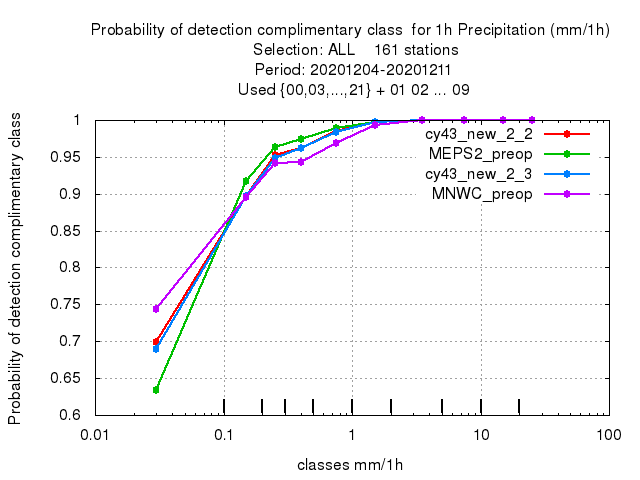 Probability of detection complimentary class  for 1h Precipitation (mm/1h)
Selection: ALL    161 stations
Period: 20201204-20201211
Used {00,03,...,21} + 01 02 ... 09
Probability of detection complimentary class
1
0.95
0.9
0.85
0.8
0.75
0.7
0.65
0.6
cy43_new_2_2
MEPS2_preop
cy43_new_2_3
MNWC_preop
0.01
0.1
1
10
100
classes mm/1h